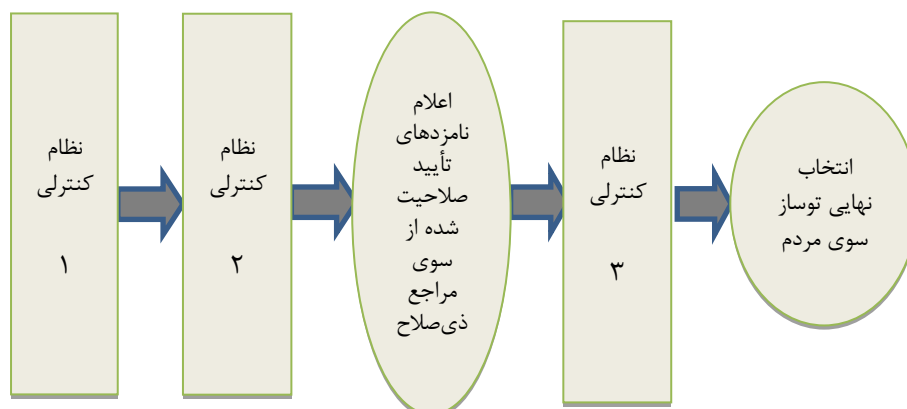 نظام
کنترلی
۱
نظام
کنترلی
۲
اعلام
نامزدهای
تأیید
صلاحیت
شده از
سوی
مراجع
ذی‌صلاح
نظام
کنترلی
۳
انتخاب
نهایی توساز
سوی مردم